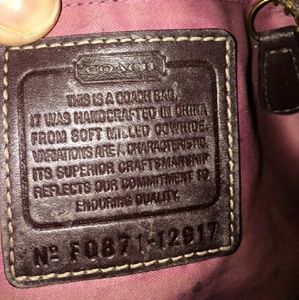 COACH
THIS IS A COACH BAG.
IT WAS HANDCRAFTED IN CHINA
FROM SOFT MILLED COWHIDE.
VARIATIONS ARE A CHARACTERISTIC.
ITS SUPERIOR CRAFTSMANSHIP
REFLECTS OUR COMMITMENT TO
ENDURING QUALITY.
Nº F0871-12917